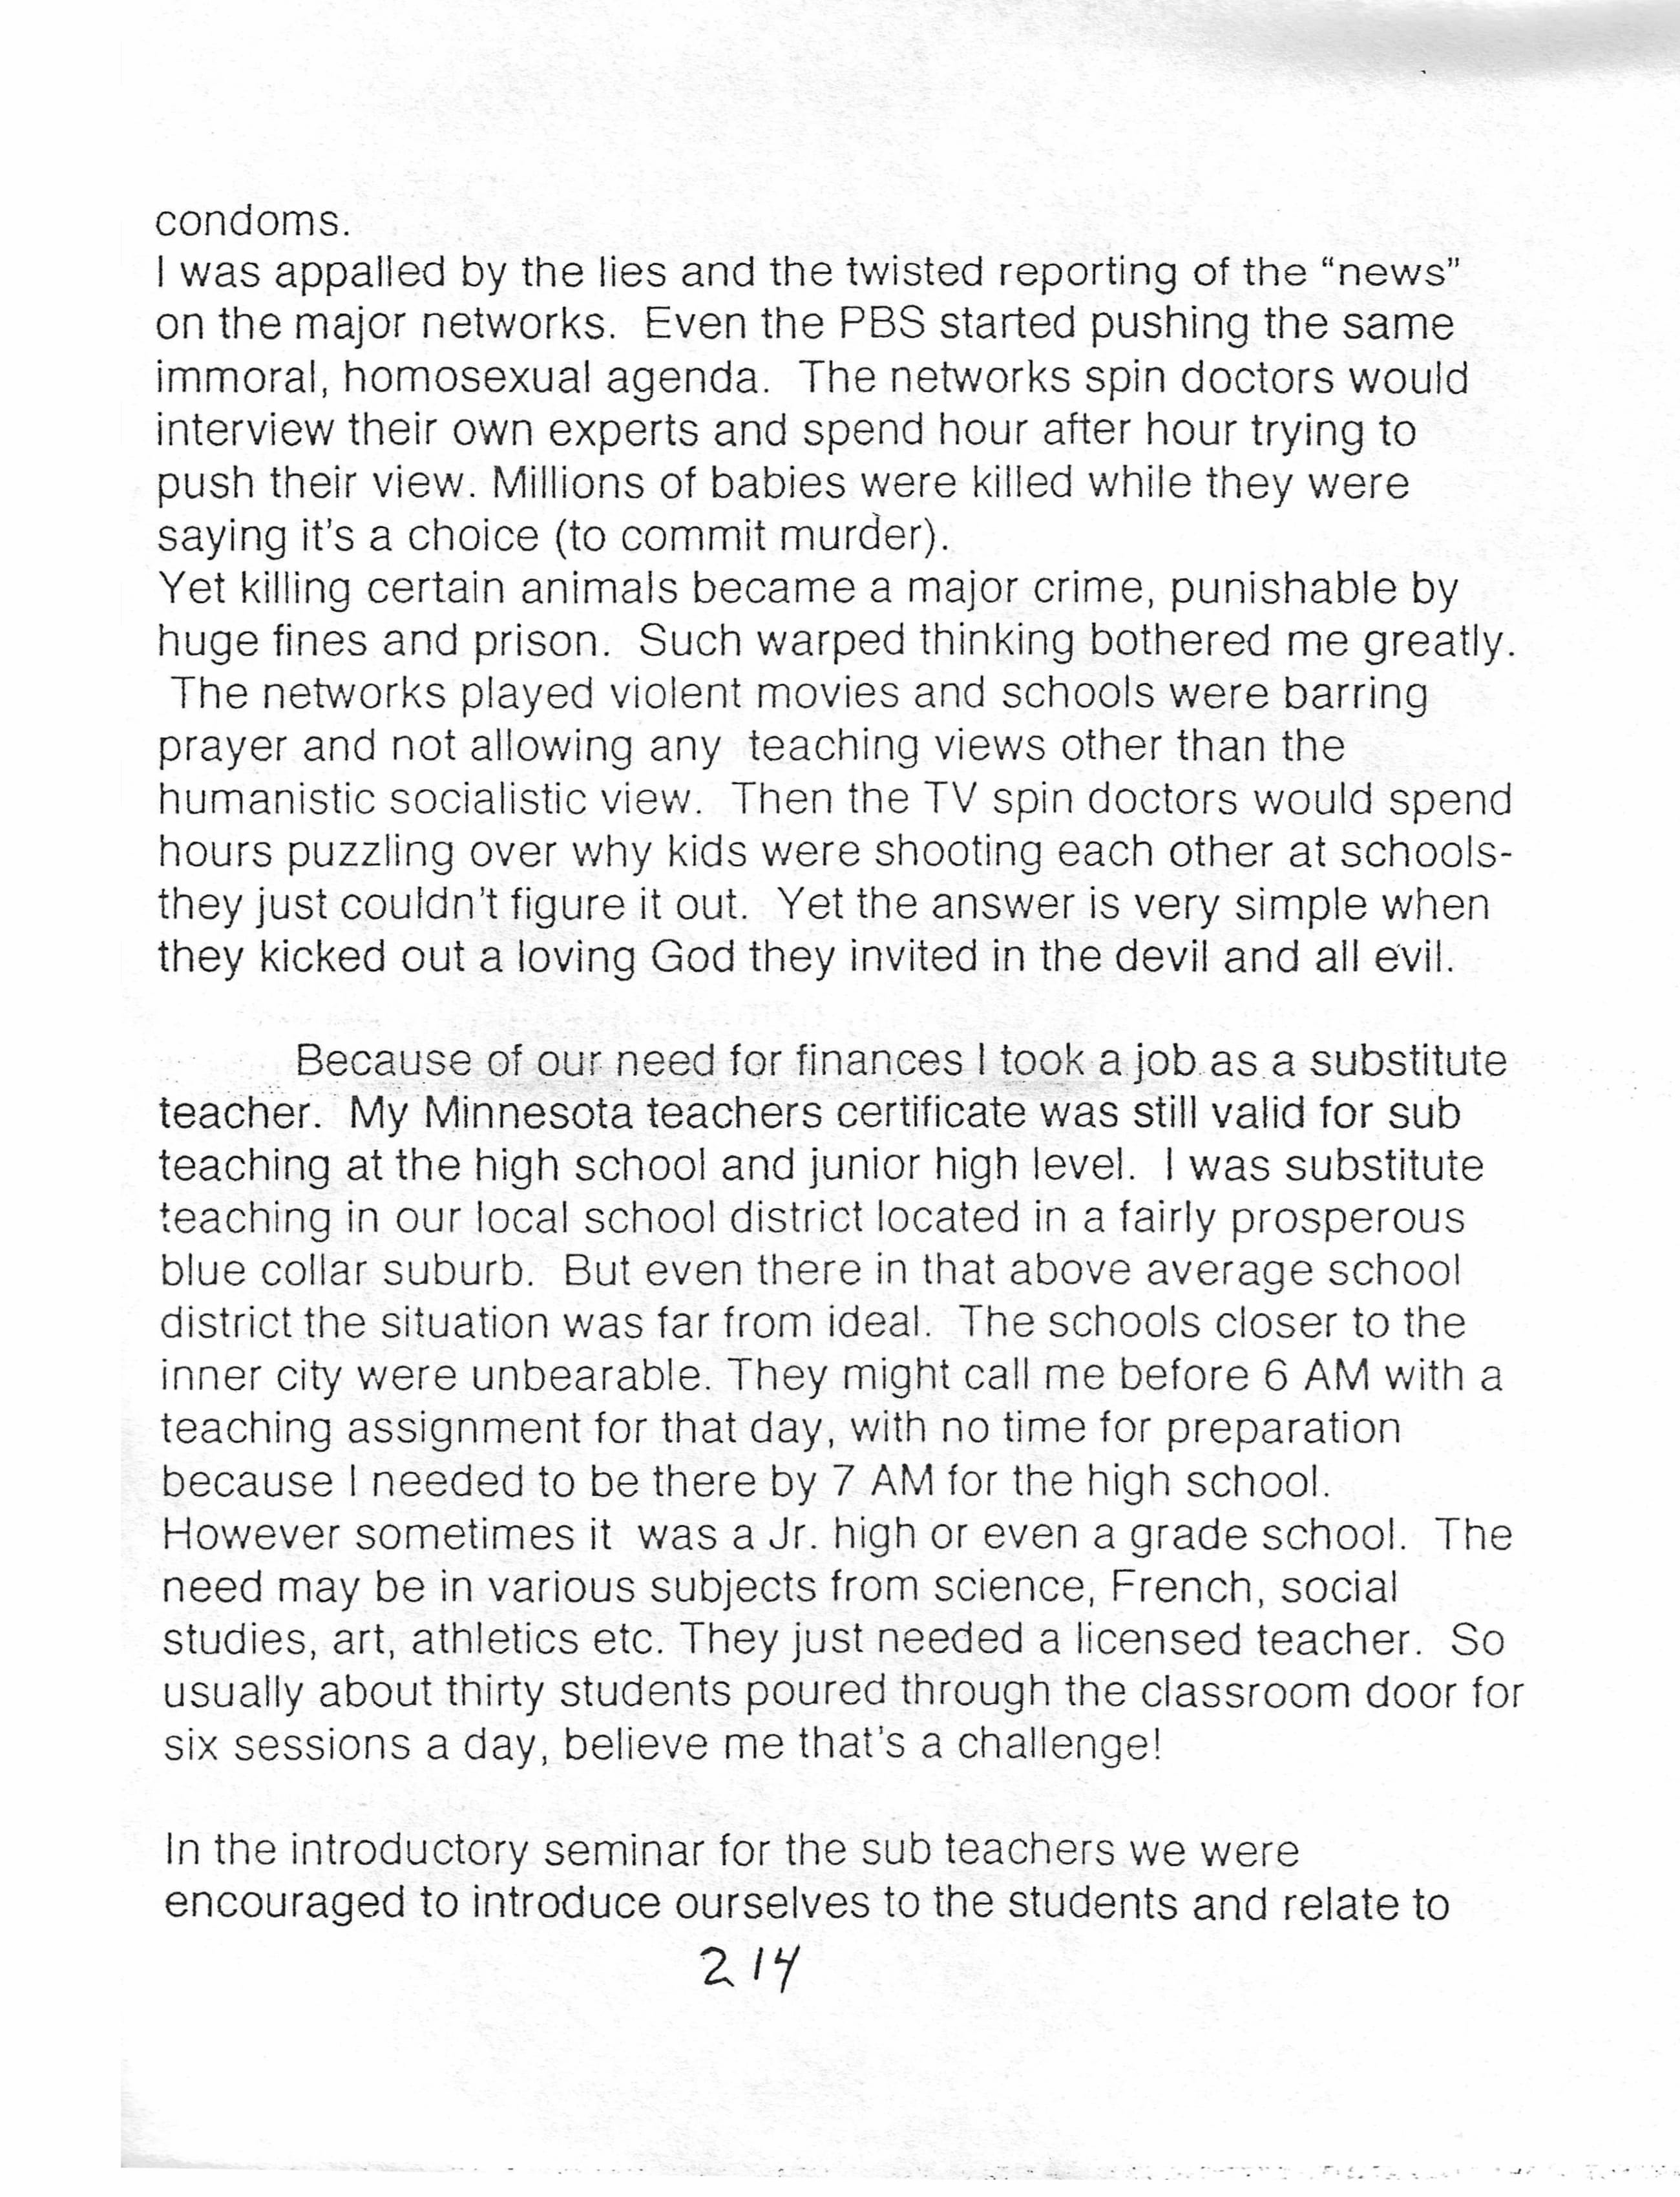 condoms.
I was appalled by the lies and the twisted reporting of the “news”
on the major networks.  Even the PBS started pushing the same
immoral, homosexual agenda.  The networks spin doctors would
interview their own experts and spend hour after hour trying to
push their view. Millions of babies were killed while they were
saying it's a choice (to commit murder).
Yet killing certain animals became a major crime, punishable by
huge fines and prison.  Such warped thinking bothered me greatly.
The networks played violent movies and schools were barring
prayer and not allowing any  teaching views other than the
humanistic socialistic view.  Then the TV spin doctors would spend
hours puzzling over why kids were shooting each other at schools-
they just couldn't figure it out.  Yet the answer is very simple when
they kicked out a loving God they invited in the devil and all evil.
Because of our need for finances I took a job as a substitute
teacher.  My Minnesota teachers certificate was still valid for sub
teaching at the high school and junior high level.  I was substitute
teaching in our local school district located in a fairly prosperous
blue collar suburb.  But even there in that above average school
district the situation was far from ideal.  The schools closer to the
inner city were unbearable. They might call me before 6 AM with a
teaching assignment for that day, with no time for preparation
because I needed to be there by 7 AM for the high school.
However sometimes it  was a Jr. high or even a grade school.  The
need may be in various subjects from science, French, social
studies, art, athletics etc. They just needed a licensed teacher.  So
usually about thirty students poured through the classroom door for
six sessions a day, believe me that's a challenge!
In the introductory seminar for the sub teachers we were
encouraged to introduce ourselves to the students and relate to
214